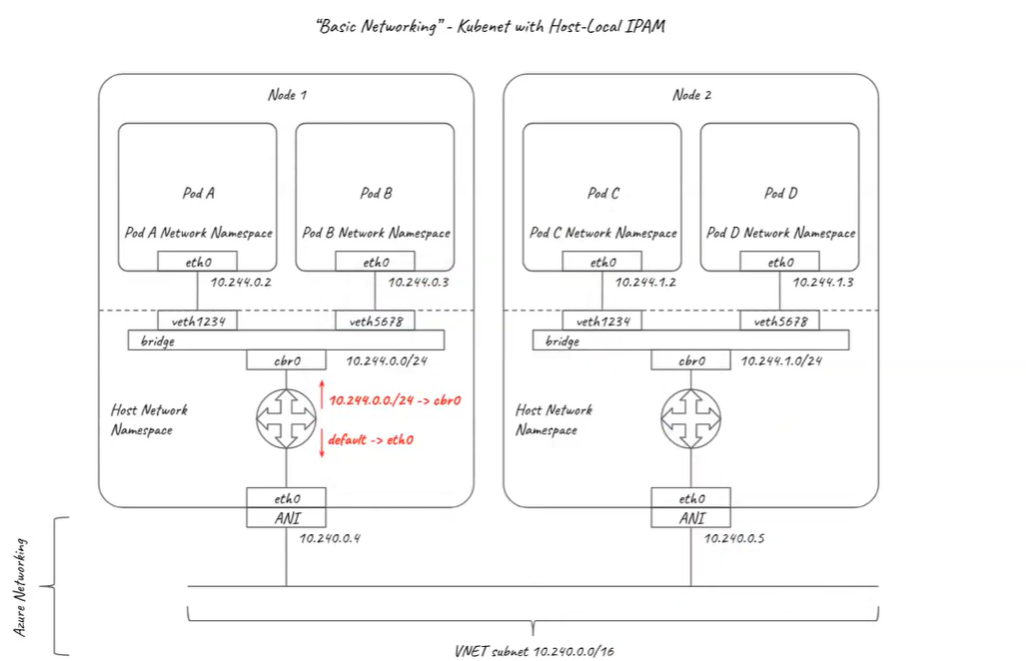 "Basic Networking" - Kubenet with Host-Local IPAM
Node 1
Pod A
Pod A Network Namespace
eth0
10.244.0.2
Pod B
Pod B Network Namespace
eth0
10.244.0.3
veth1234
veth5678
bridge
cbr0
10.244.0.0/24
10.244.0.0./24 -> cbr0
Host Network
Namespace
default -> eth0
eth0
ANI
10.240.0.4
Node 2
Pod C
Pod C Network Namespace
eth0
10.244.1.2
Pod D
Pod D Network Namespace
eth0
10.244.1.3
veth1234
veth5678
bridge
cbr0
10.244.1.0/24
Host Network
Namespace
eth0
ANI
10.240.0.5
Azure Networking
VNET subnet 10.240.0.0/16